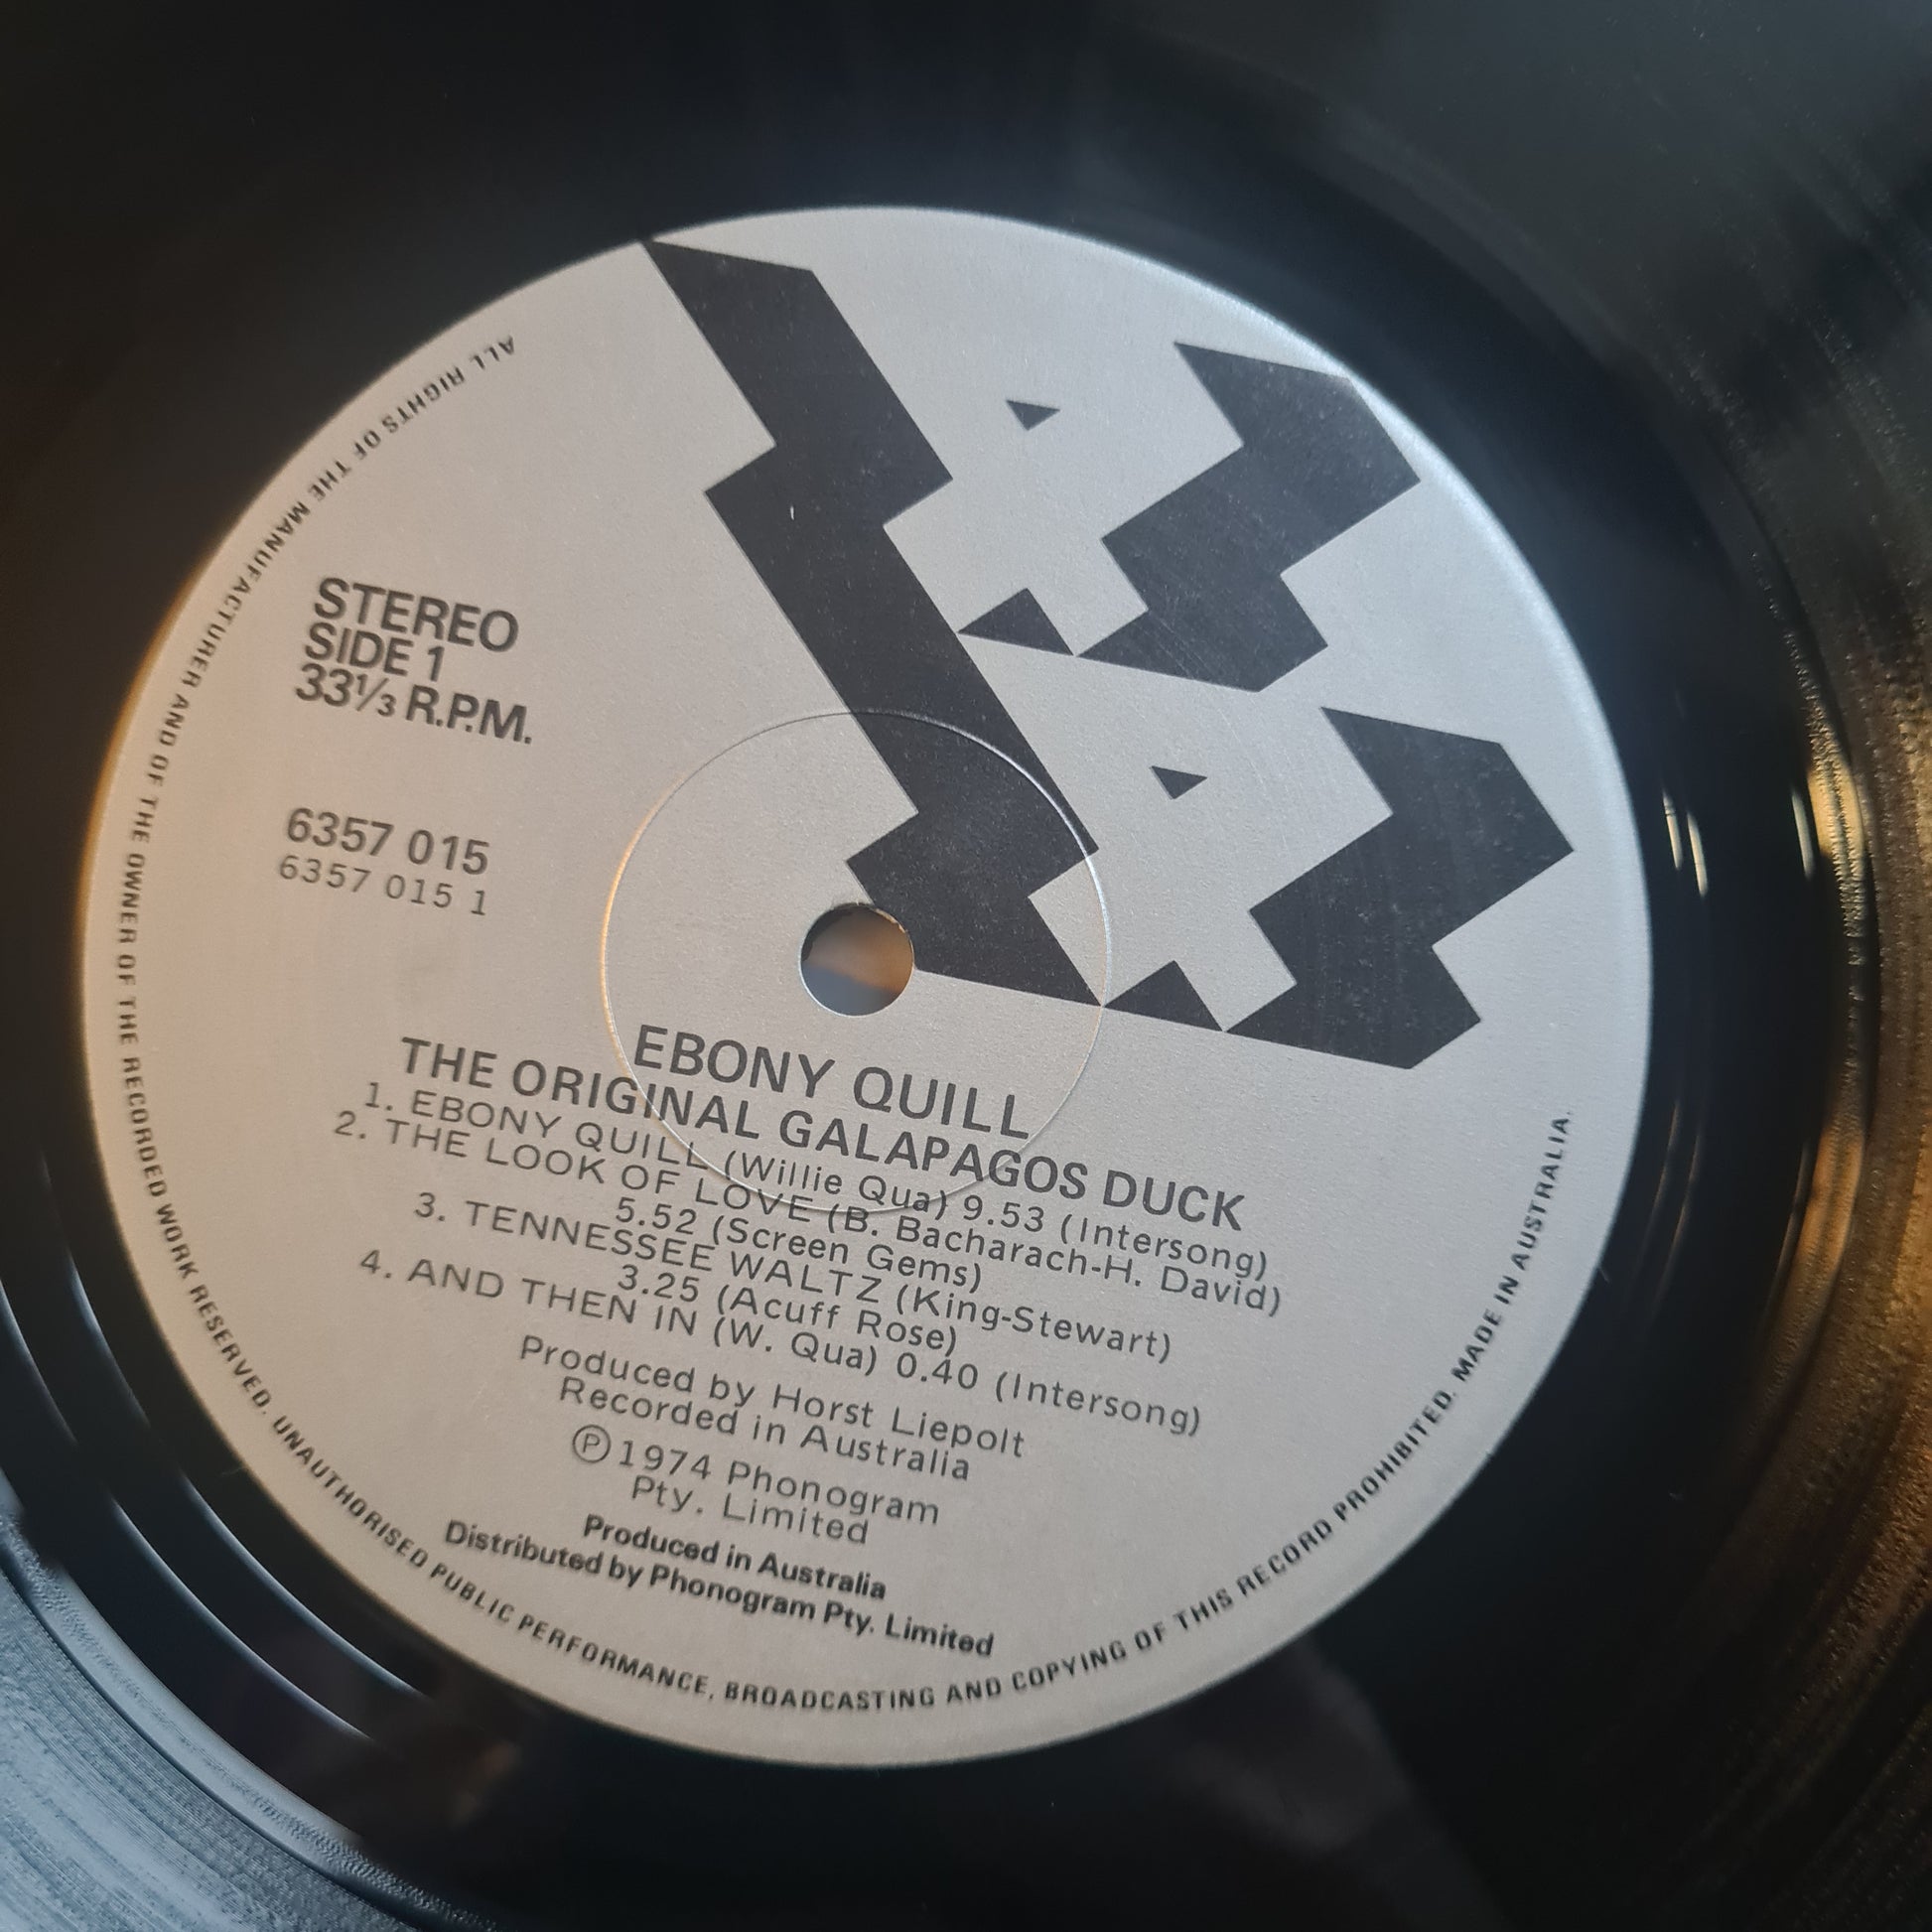 STEREO
SIDE 1
33⅓ R.P.M.
6357 015
6357 015 1
EBONY QUILL
THE ORIGINAL GALAPAGOS DUCK
1. EBONY QUILL (Willie Qua) 9.53 (Intersong)
2. THE LOOK OF LOVE (B. Bacharach-H. David)
5.52 (Screen Gems)
3. TENNESSEE WALTZ (King-Stewart)
3.25 (Acuff Rose)
4. AND THEN IN (W. Qua) 0.40 (Intersong)
Produced by Horst Liepolt
Recorded in Australia
Ⓟ1974 Phonogram
Pty. Limited
Produced in Australia
Distributed by Phonogram Pty. Limited
ALL RIGHTS OF THE MANUFACTURER AND OF THE OWNER OF THE RECORDED WORK RESERVED. UNAUTHORISED PUBLIC PERFORMANCE, BROADCASTING AND COPYING OF THIS RECORD PROHIBITED. MADE IN AUSTRALIA.